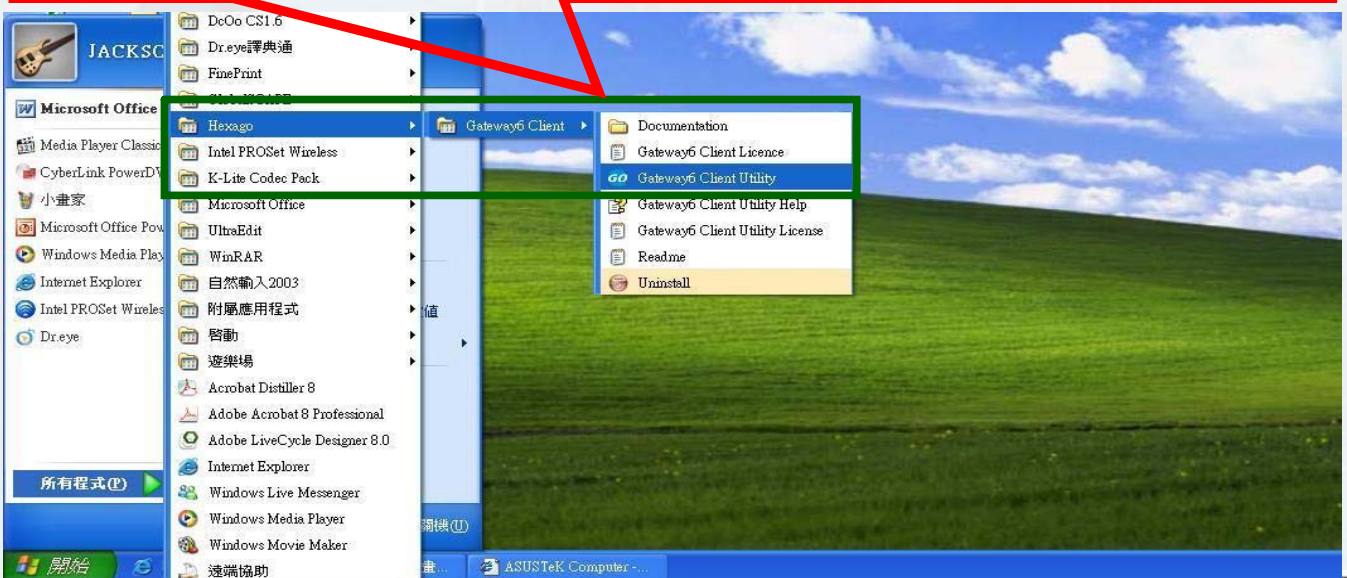 JACKSC
Microsoft Office
Media Player Classic
CyberLink PowerDV
小畫家
Microsoft Office Pow
Windows Media Play
Internet Explorer
Intel PROSet Wireles
Dr.eye
所有程式(P)
DcOo CS1.6
Dr.eye譯典通
FinePrint
GlobalSCAPE
Hexago
Intel PROSet Wireless
K-Lite Codec Pack
Microsoft Office
UltraEdit
WinRAR
自然輸入2003
附屬應用程式
啟動
遊樂場
Acrobat Distiller 8
Adobe Acrobat 8 Professional
Adobe LiveCycle Designer 8.0
Internet Explorer
Windows Live Messenger
Windows Media Player
Windows Movie Maker
遠端協助
Gateway6 Client
Documentation
Gateway6 Client Licence
GO Gateway6 Client Utility
Gateway6 Client Utility Help
Gateway6 Client Utility License
Readme
Uninstall
值
關機(U)
開始
畫...
ASUSTeK Computer -...